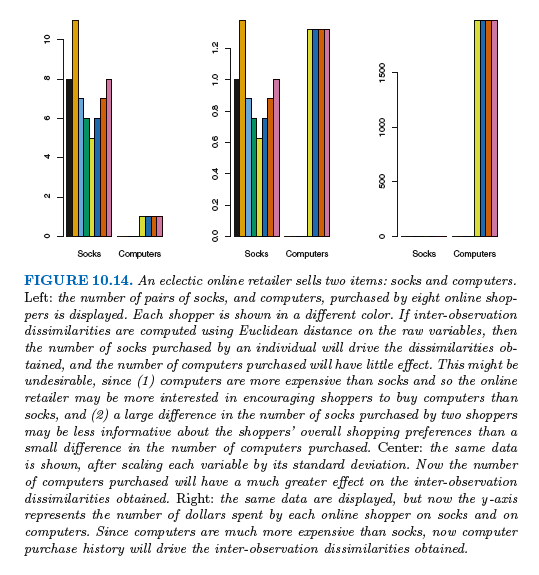 10
8
6
4
2
0
Socks Computers
1.2
1.0
0.8
0.6
0.4
0.2
0.0
Socks Computers
1500
1000
500
0
Socks Computers
FIGURE 10.14. An eclectic online retailer sells two items: socks and computers.
Left: the number of pairs of socks, and computers, purchased by eight online shop-
pers is displayed. Each shopper is shown in a different color. If inter-observation
dissimilarities are computed using Euclidean distance on the raw variables, then
the number of socks purchased by an individual will drive the dissimilarities ob-
tained, and the number of computers purchased will have little effect. This might be
undesirable, since (1) computers are more expensive than socks and so the online
retailer may be more interested in encouraging shoppers to buy computers than
socks, and (2) a large difference in the number of socks purchased by two shoppers
may be less informative about the shoppers' overall shopping preferences than a
small difference in the number of computers purchased. Center: the same data
is shown, after scaling each variable by its standard deviation. Now the number
of computers purchased will have a much greater effect on the inter-observation
dissimilarities obtained. Right: the same data are displayed, but now the y-axis
represents the number of dollars spent by each online shopper on socks and on
computers. Since computers are much more expensive than socks, now computer
purchase history will drive the inter-observation dissimilarities obtained.